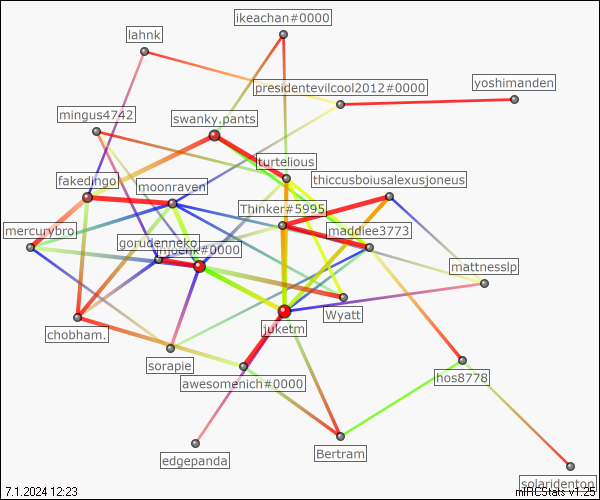 ikeachan#0000
lahnk
yoshimanden
presidentevilcool2012#0000
mingus4742
swanky.pants
turtelious
fakedingo
thiccusboiusalexusjoneus
moonraven
Thinker#5995
mercurybro
maddiee3773
gorudenneko
#0000
mattnesslp
Wyatt
juketm
chobham.
sorapie
hos8778
awesomenich#0000
Bertram
edgepanda
solaridenton
7.1.2024 12:23
mIRCStats v1.25